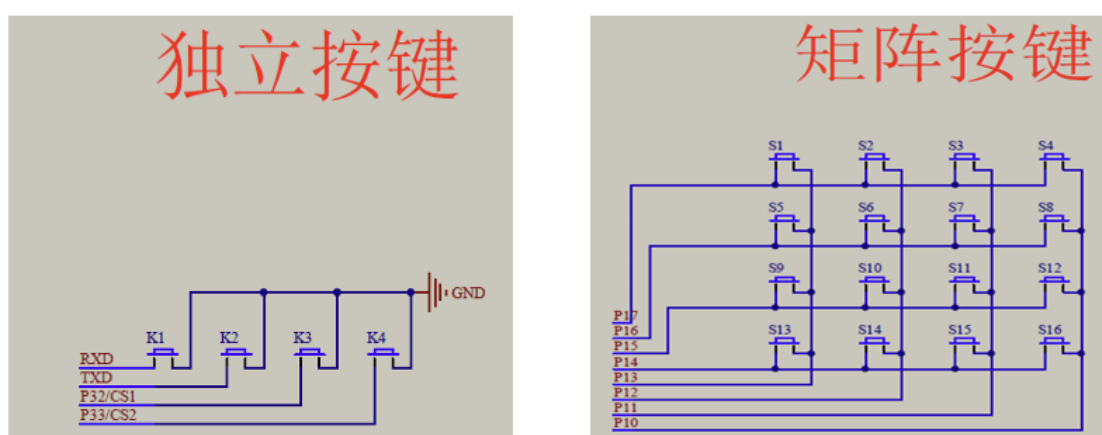 独立按键
K1 K2 K3 K4
GND
RXD
TXD
P32/CS1
P33/CS2
矩阵按键
S1 S2 S3 S4
S5 S6 S7 S8
S9 S10 S11 S12
S13 S14 S15 S16
P17
P16
P15
P14
P13
P12
P11
P10